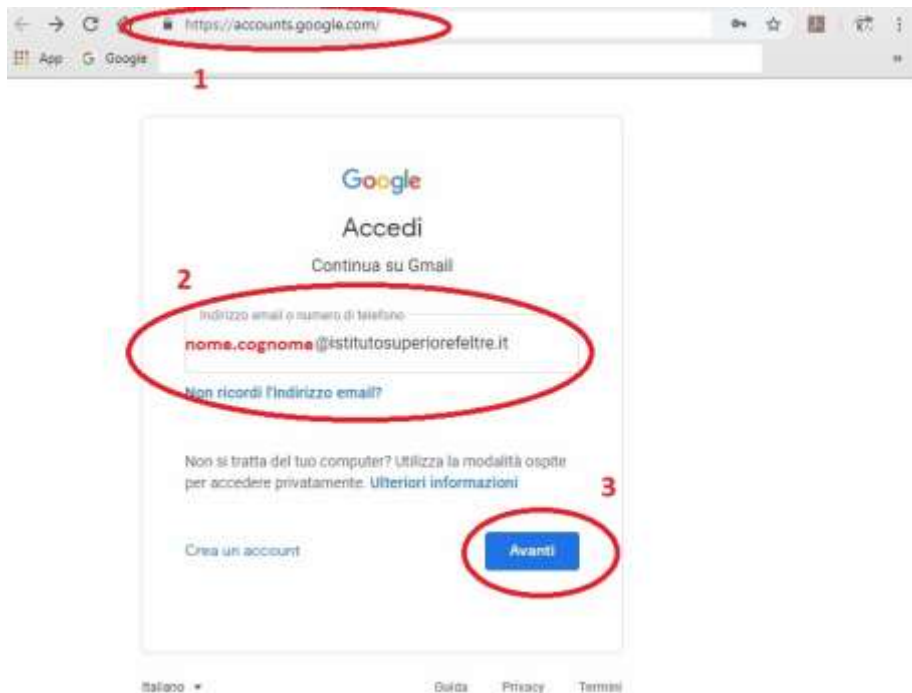 https://accounts.google.com/
App G Google
1
Google
Accedi
Continua su Gmail
2
Indirizzo email o numero di telefono
nome.cognome@istitutosuperiorefeltre.it
Non ricordi l'indirizzo email?
Non si tratta del tuo computer? Utilizza la modalità ospite
per accedere privatamente. Ulteriori informazioni
3
Crea un account Avanti
Italiano Guida Privacy Termini